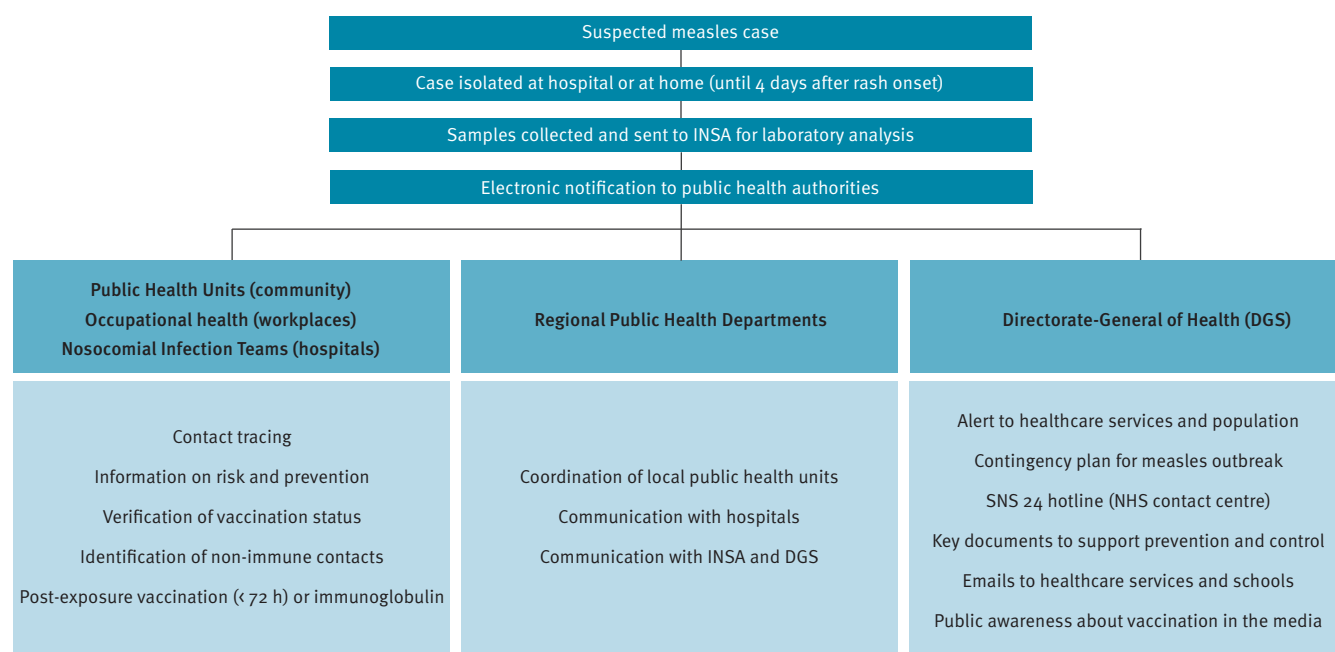 Suspected measles case
Case isolated at hospital or at home (until 4 days after rash onset)
Samples collected and sent to INSA for laboratory analysis
Electronic notification to public health authorities
Public Health Units (community)
Occupational health (workplaces)
Nosocomial Infection Teams (hospitals)
Contact tracing
Information on risk and prevention
Verification of vaccination status
Identification of non-immune contacts
Post-exposure vaccination (< 72 h) or immunoglobulin
Regional Public Health Departments
Coordination of local public health units
Communication with hospitals
Communication with INSA and DGS
Directorate-General of Health (DGS)
Alert to healthcare services and population
Contingency plan for measles outbreak
SNS 24 hotline (NHS contact centre)
Key documents to support prevention and control
Emails to healthcare services and schools
Public awareness about vaccination in the media